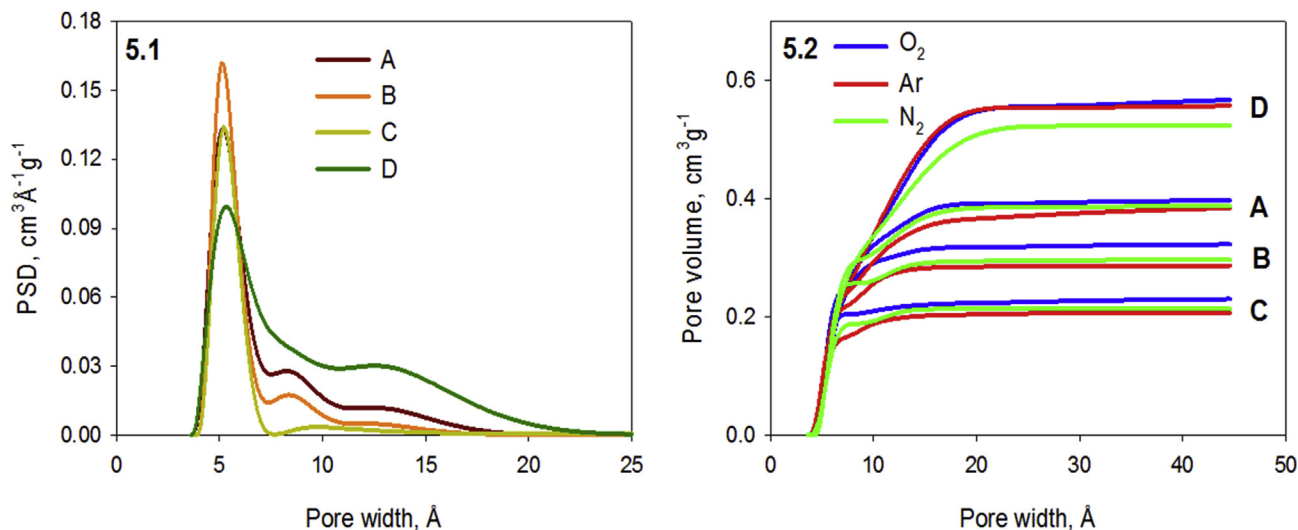 5.1
A
B
C
D
PSD, cm³Å⁻¹g⁻¹
0.18
0.15
0.12
0.09
0.06
0.03
0.00
0 5 10 15 20 25
Pore width, Å
5.2
O₂
Ar
N₂
D
A
B
C
Pore volume, cm³g⁻¹
0.6
0.4
0.2
0.0
0 10 20 30 40 50
Pore width, Å